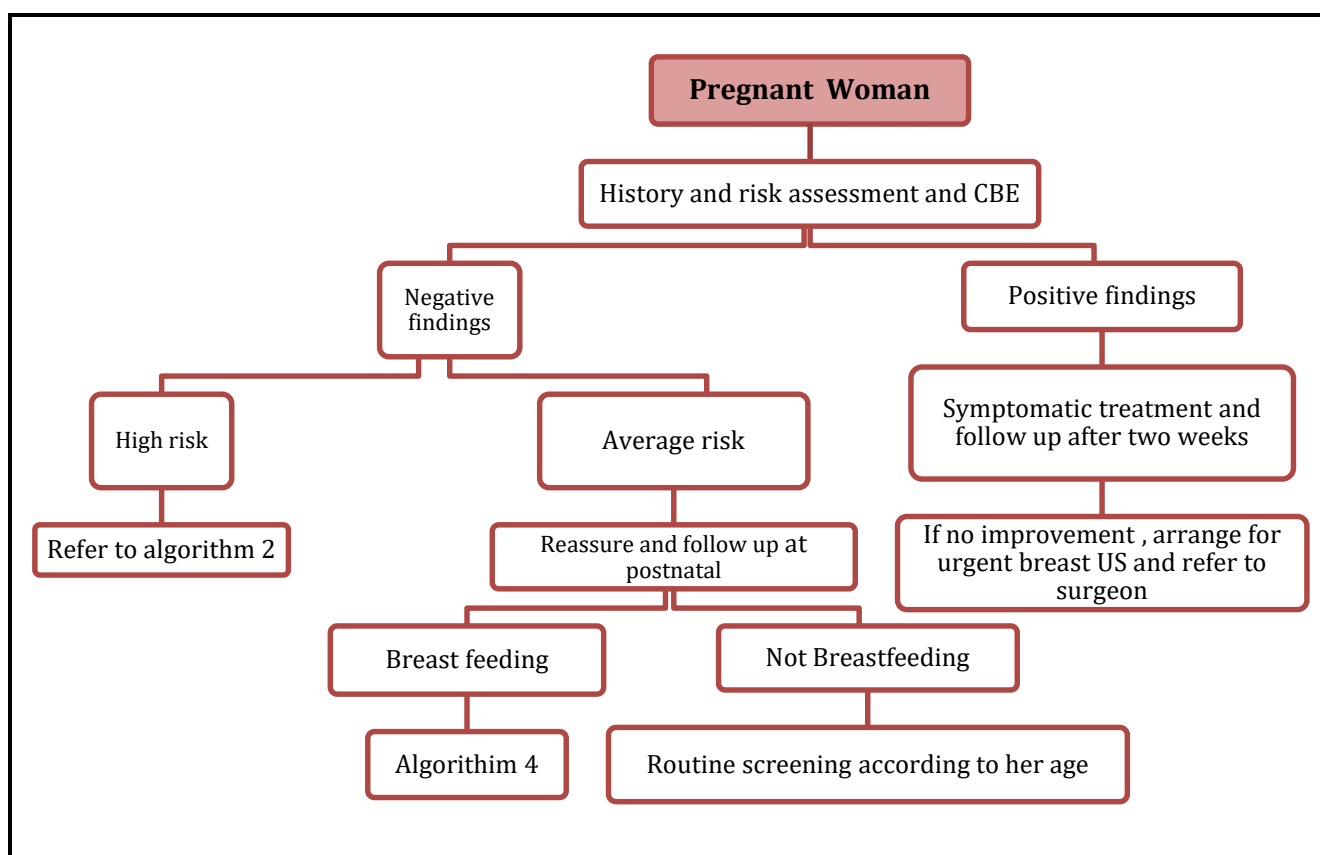 Pregnant Woman
History and risk assessment and CBE
Negative
findings
Positive findings
High risk
Average risk
Symptomatic treatment and
follow up after two weeks
Refer to algorithm 2
Reassure and follow up at
postnatal
If no improvement , arrange for
urgent breast US and refer to
surgeon
Breast feeding
Not Breastfeeding
Algorithim 4
Routine screening according to her age